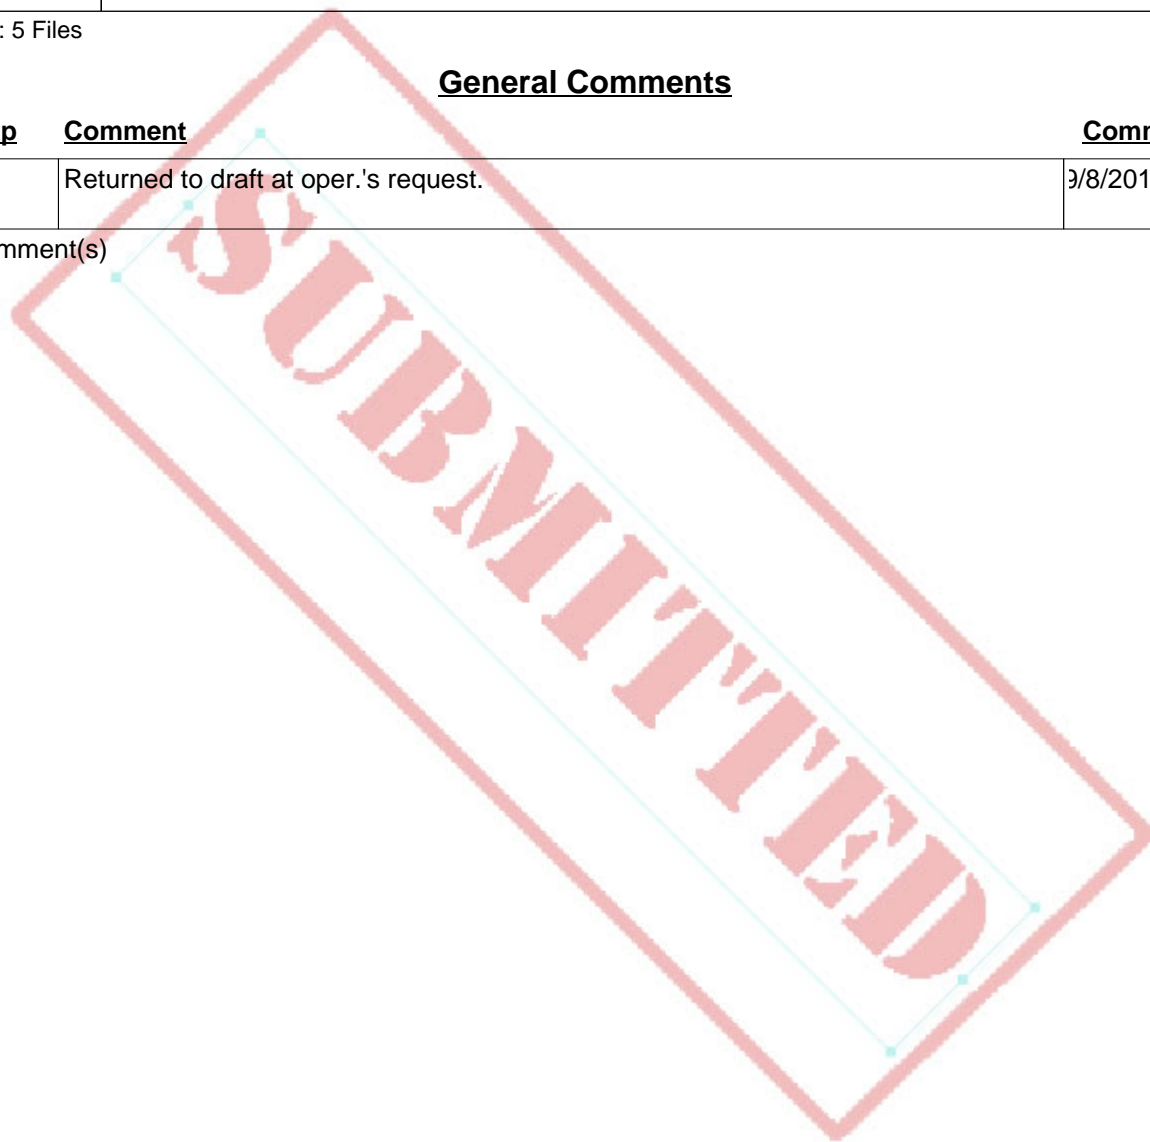 : 5 Files
General Comments
p Comment Comm
Returned to draft at oper.'s request. 9/8/201
mment(s)
SUBMITTED